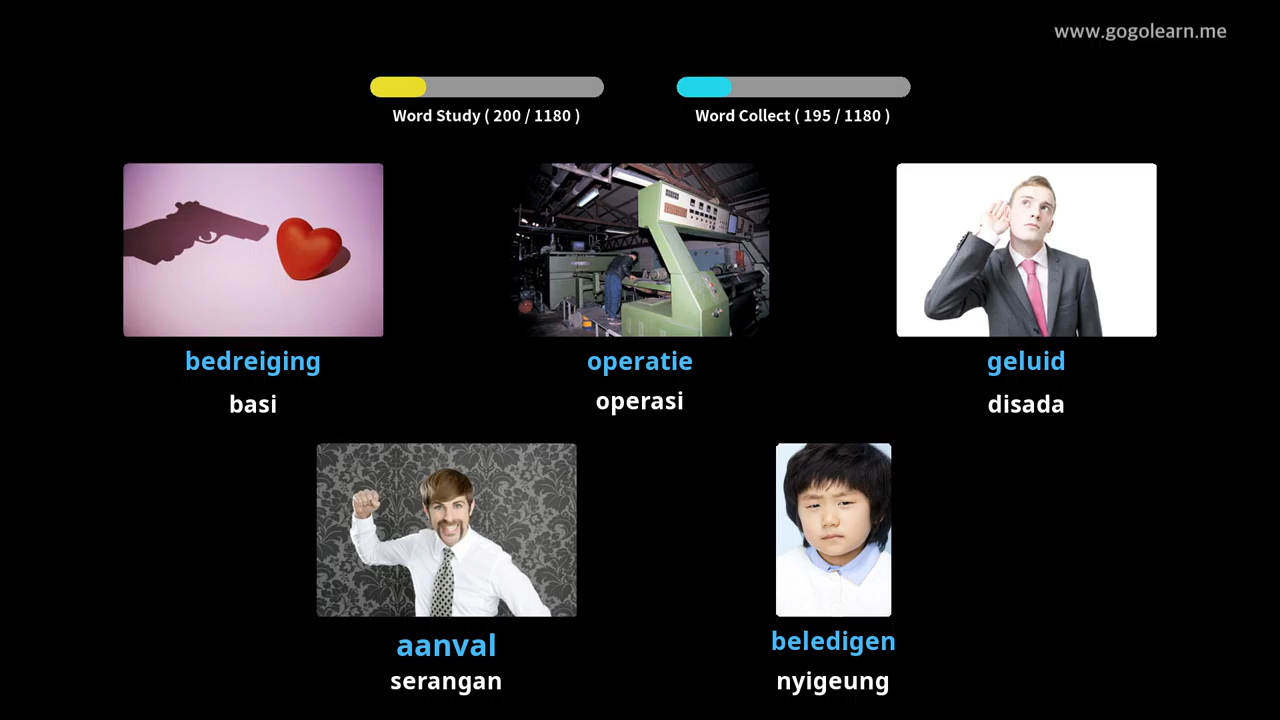 www.gogolearn.me
Word Study ( 200 / 1180 )
Word Collect ( 195 / 1180 )
bedreiging
basi
operatie
operasi
geluid
disada
aanval
serangan
beledigen
nyigeung